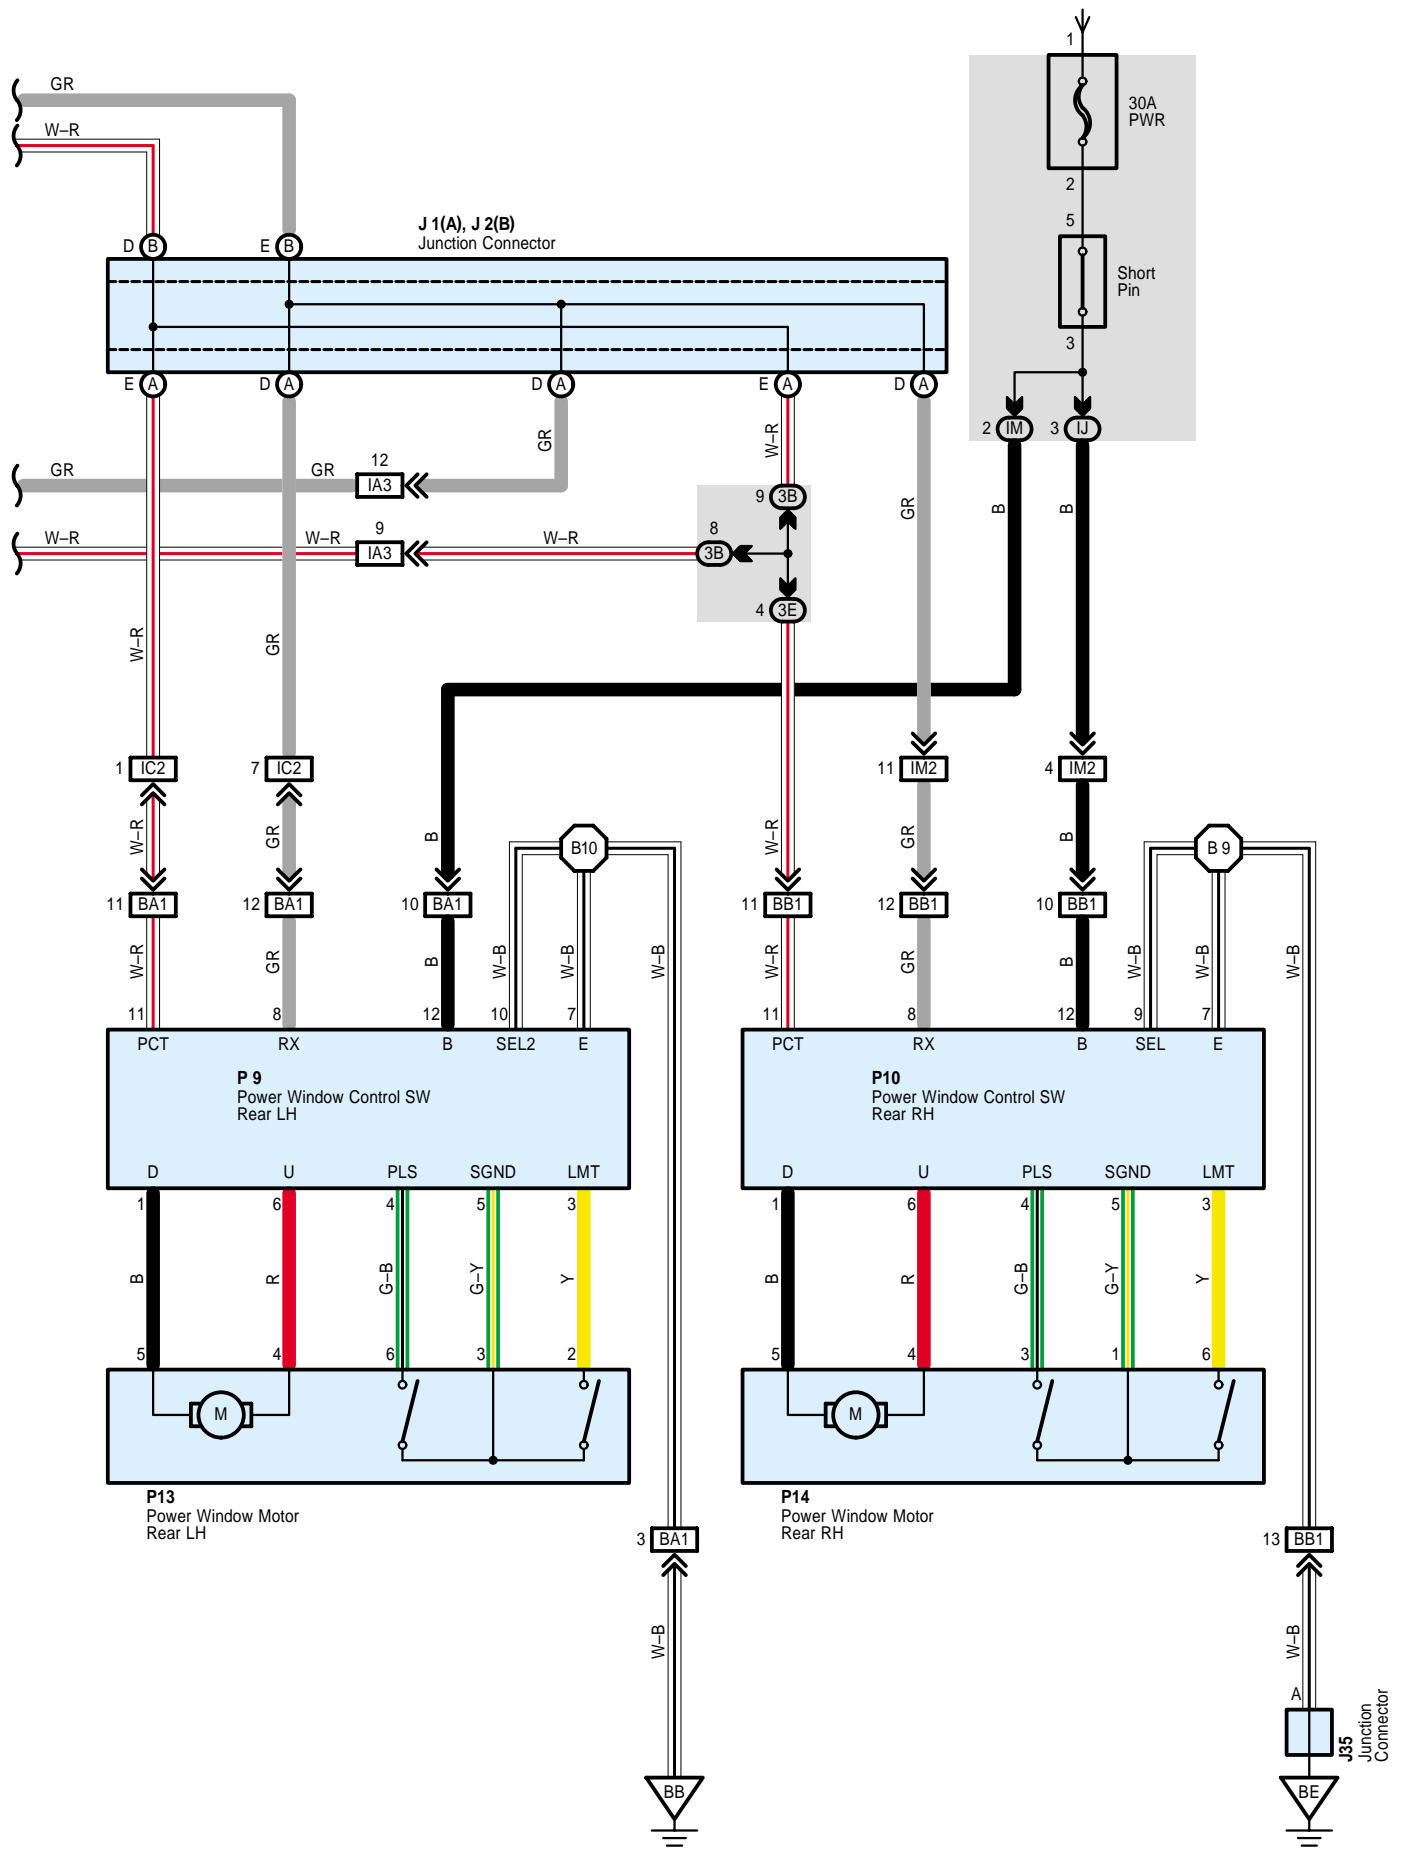 1
30A
PWR
2
5
Short
Pin
3
2 IM 3 IJ
GR
W–R
J 1(A), J 2(B)
Junction Connector
D B E B
E A D A D A E A D A
GR W–R
GR GR 12 IA3
9 3B
GR B B
W–R W–R 9 IA3 W–R 8 3B
4 3E
W–R GR
1 IC2 7 IC2 11 IM2 4 IM2
W–R GR B B10 W–R GR B B 9
11 BA1 12 BA1 10 BA1 11 BB1 12 BB1 10 BB1
W–R GR B W–B W–B W–B W–R GR B W–B W–B W–B
11 8 12 10 7 11 8 12 9 7
PCT RX B SEL2 E PCT RX B SEL E
P 9
Power Window Control SW
Rear LH
P10
Power Window Control SW
Rear RH
D U PLS SGND LMT D U PLS SGND LMT
1 6 4 5 3 1 6 4 5 3
B R G–B G–Y Y B R G–B G–Y Y
5 4 6 3 2 5 4 3 1 6
M M
P13
Power Window Motor
Rear LH
P14
Power Window Motor
Rear RH
3 BA1 13 BB1
W–B W–B
A
J35
Junction
Connector
BB BE